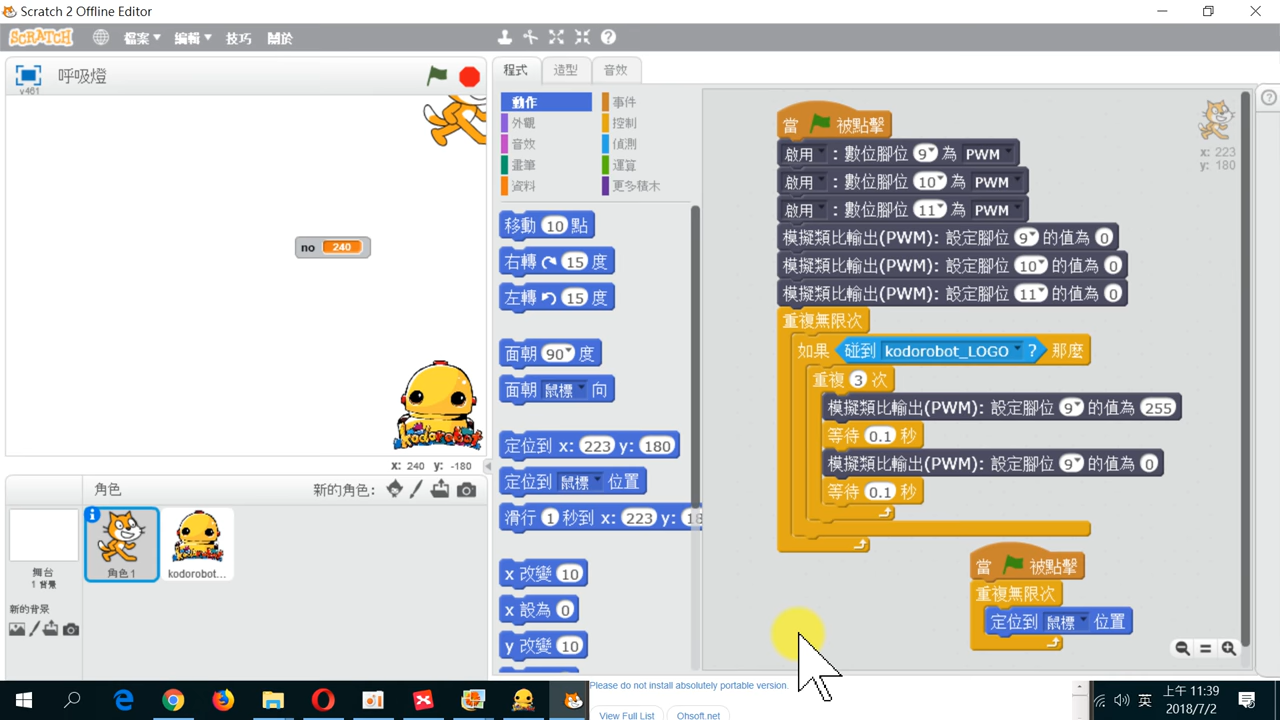 Scratch 2 Offline Editor
SCRATCH 檔案 編輯 技巧 關於
v461
呼吸燈
no 240
kodorobot
x: 240 y: -180
角色 新的角色:
舞台
1 背景
新的背景
角色1
kodorobot...
程式 造型 音效
動作 事件
外觀 控制
音效 偵測
畫筆 運算
資料 更多積木
移動 10 點
右轉 15 度
左轉 15 度
面朝 90 度
面朝 鼠標 向
定位到 x: 223 y: 180
定位到 鼠標 位置
滑行 1 秒到 x: 223 y: 18
x 改變 10
x 設為 0
y 改變 10
當 被點擊
啟用 : 數位腳位 9 為 PWM
啟用 : 數位腳位 10 為 PWM
啟用 : 數位腳位 11 為 PWM
模擬類比輸出(PWM): 設定腳位 9 的值為 0
模擬類比輸出(PWM): 設定腳位 10 的值為 0
模擬類比輸出(PWM): 設定腳位 11 的值為 0
重複無限次
如果 碰到 kodorobot_LOGO ? 那麼
重複 3 次
模擬類比輸出(PWM): 設定腳位 9 的值為 255
等待 0.1 秒
模擬類比輸出(PWM): 設定腳位 9 的值為 0
等待 0.1 秒
當 被點擊
重複無限次
定位到 鼠標 位置
x: 223
y: 180
Please do not install absolutely portable version.
View Full List Ohsoft.net
英
上午 11:39
2018/7/2